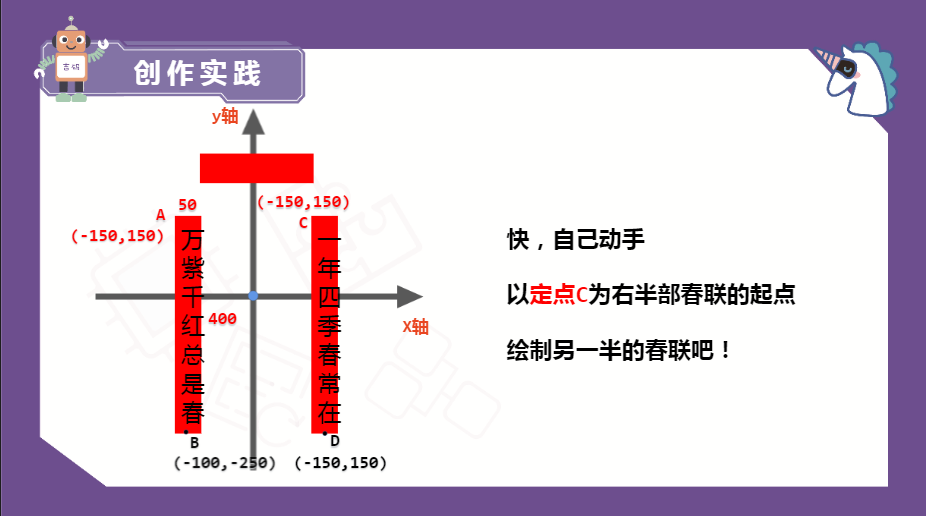 创作实践
y轴
A
50
(-150,150)
(-150,150)
C
万紫千红总是春
一年四季春常在
400
X轴
B
(-100,-250)
D
(-150,150)
快，自己动手
以定点C为右半部春联的起点
绘制另一半的春联吧！